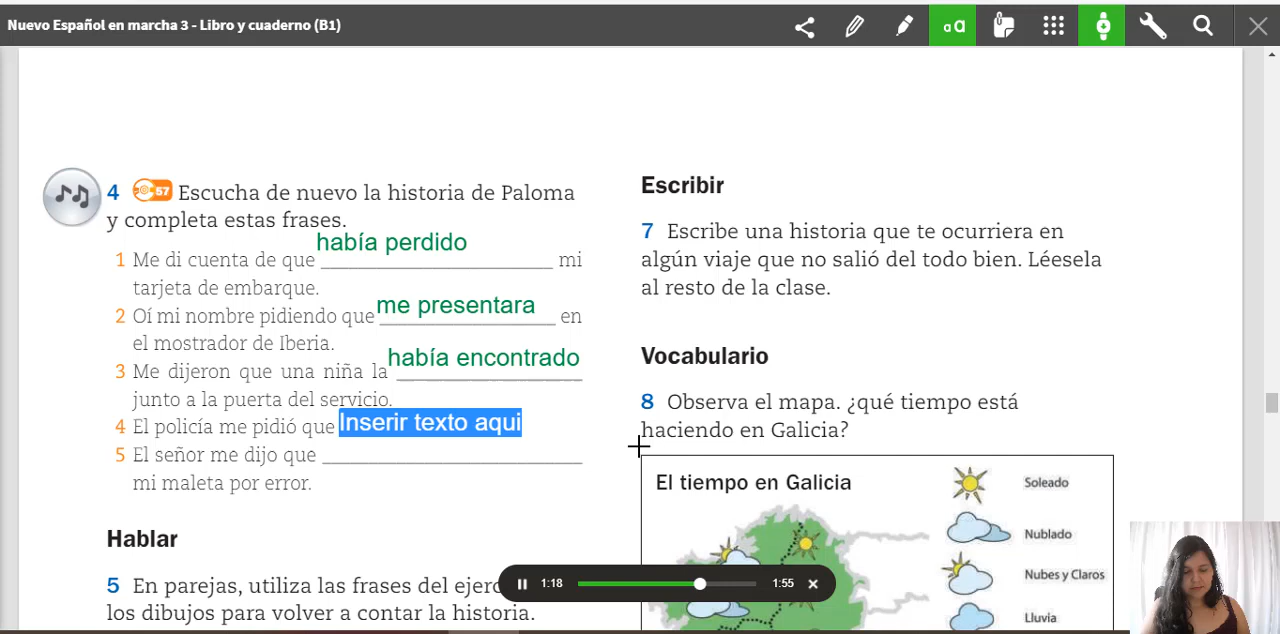 Nuevo Español en marcha 3 - Libro y cuaderno (B1)
aa
4 57 Escucha de nuevo la historia de Paloma
y completa estas frases.
había perdido
1 Me di cuenta de que ____ mi
tarjeta de embarque.
me presentara
2 Oí mi nombre pidiendo que ____ en
el mostrador de Iberia.
había encontrado
3 Me dijeron que una niña la ____
junto a la puerta del servicio.
4 El policía me pidió que Inserir texto aqui
5 El señor me dijo que ____
mi maleta por error.
Hablar
5 En parejas, utiliza las frases del ejerc
los dibujos para volver a contar la historia.
Escribir
7 Escribe una historia que te ocurriera en
algún viaje que no salió del todo bien. Léesela
al resto de la clase.
Vocabulario
8 Observa el mapa. ¿qué tiempo está
haciendo en Galicia?
El tiempo en Galicia
Soleado
Nublado
Nubes y Claros
Lluvia
1:18
1:55